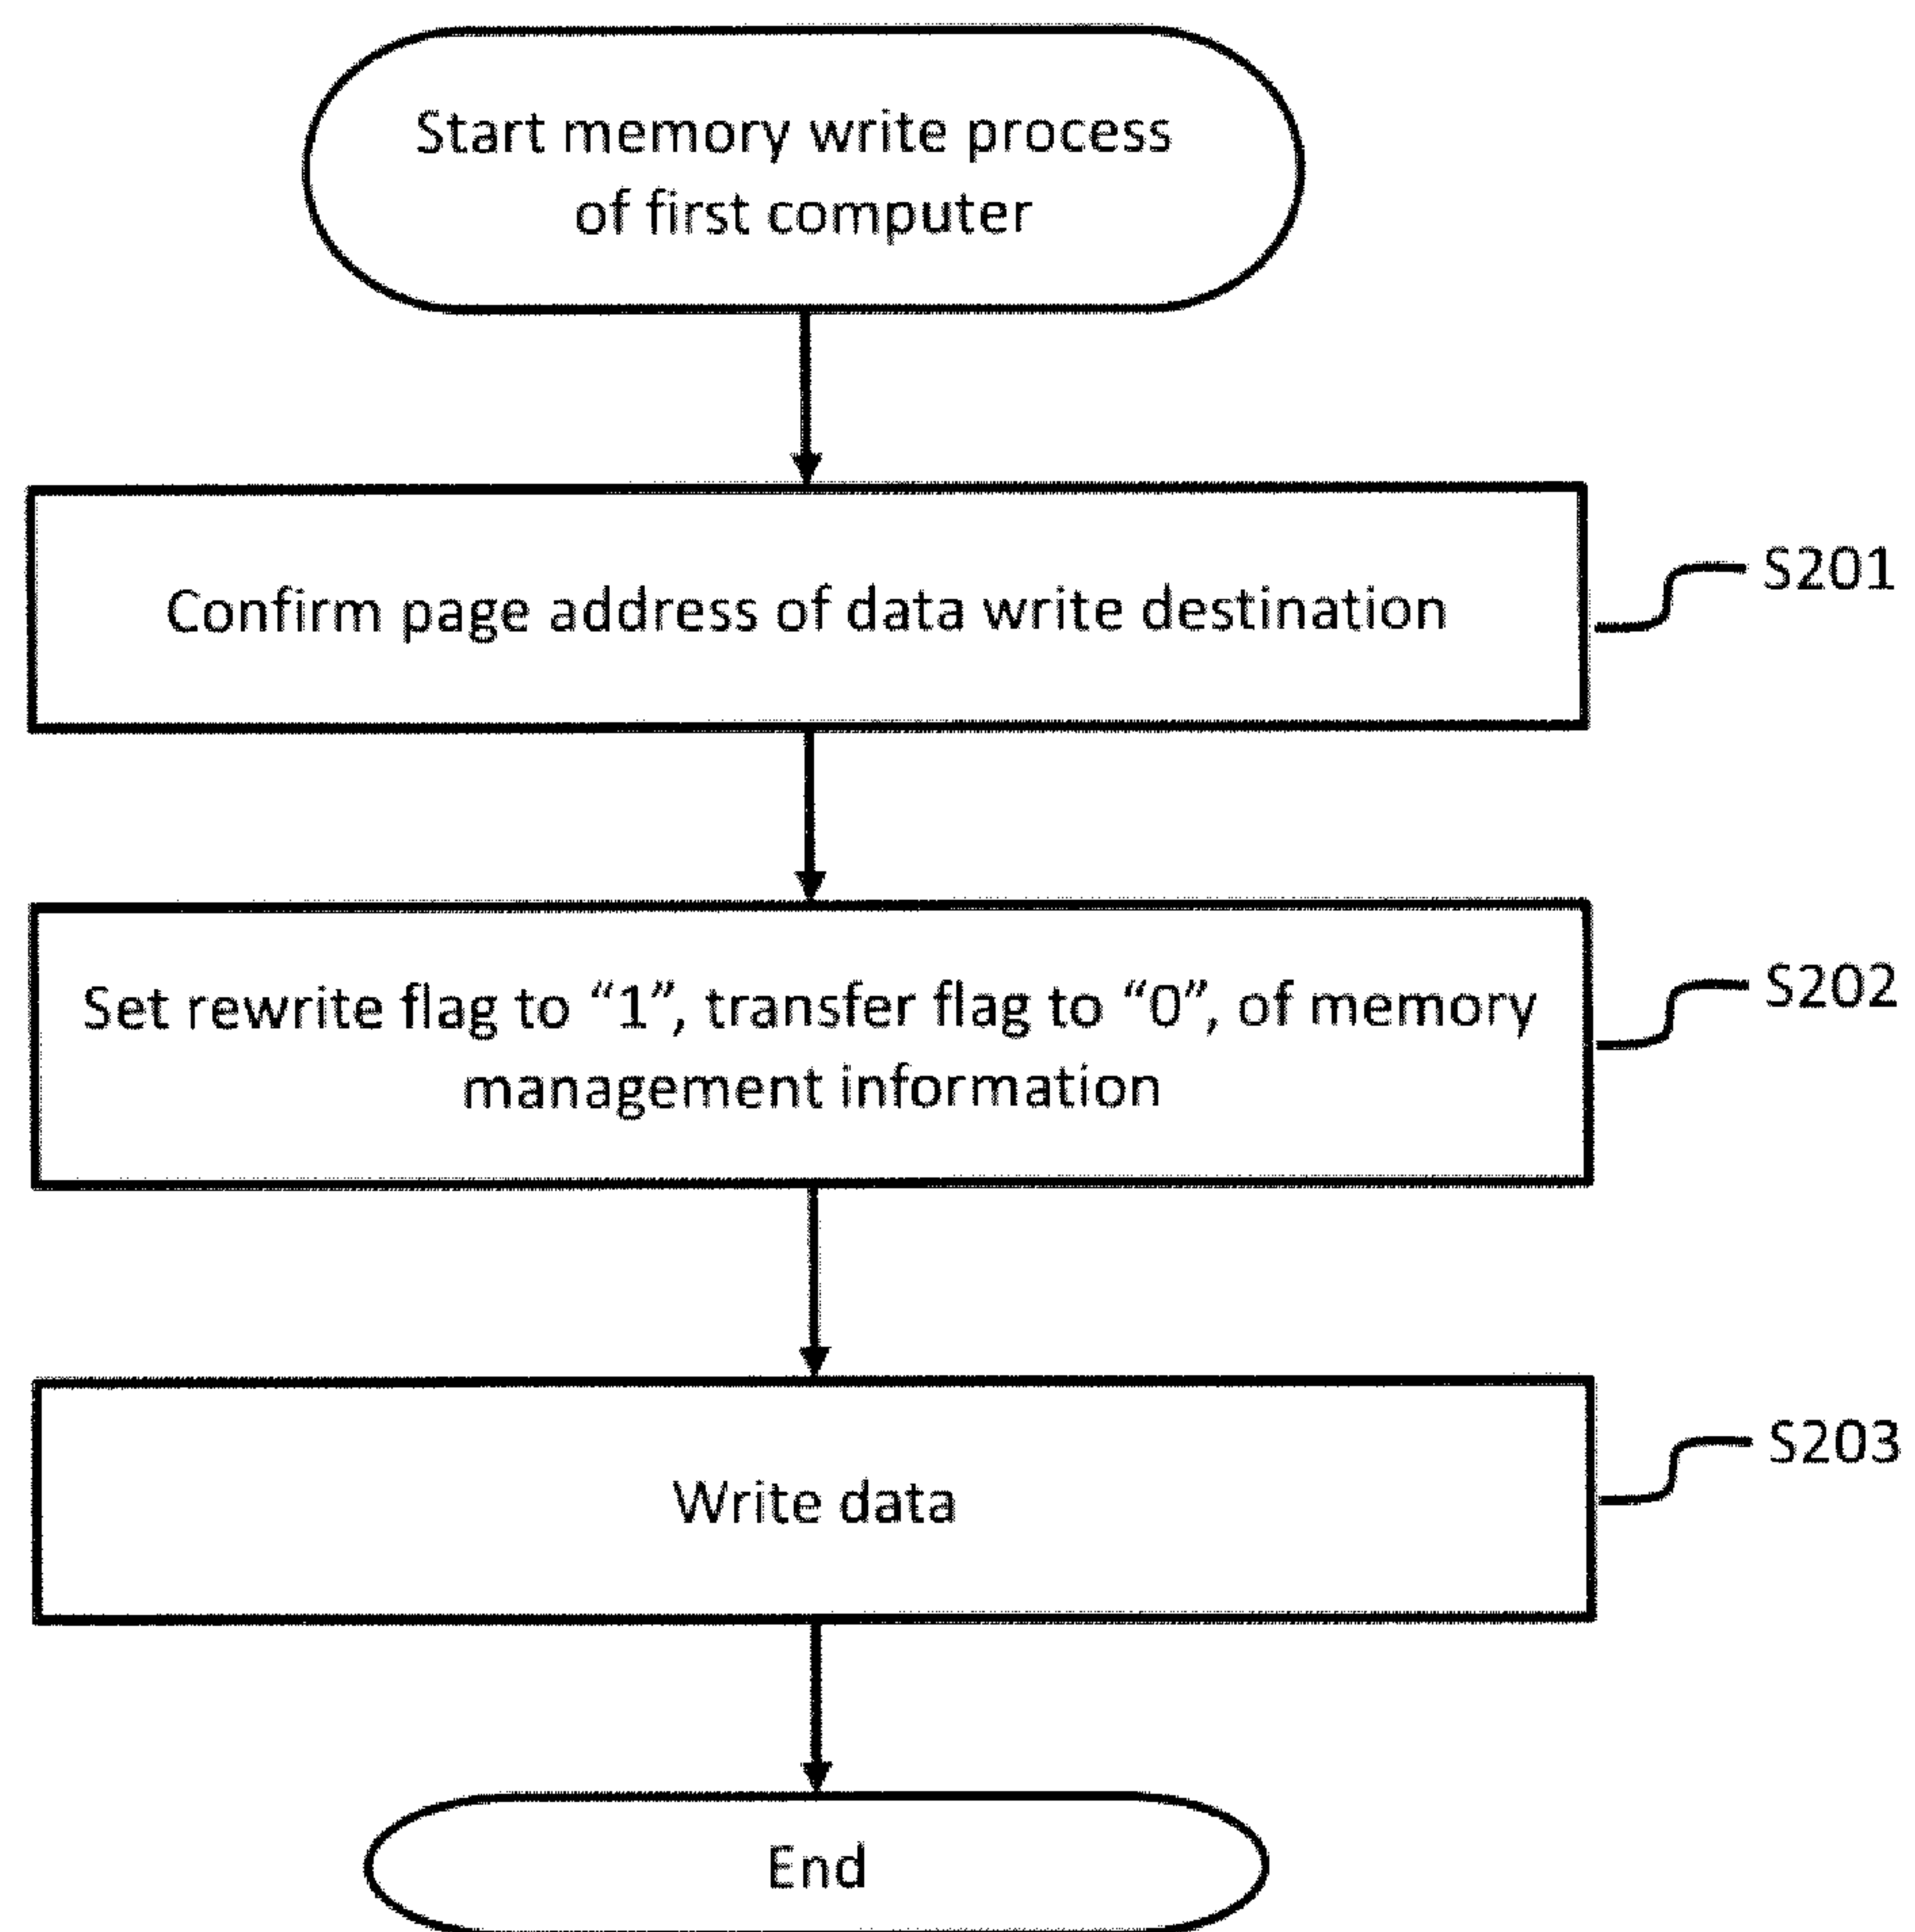 Start memory write process
of first computer
Confirm page address of data write destination
S201
Set rewrite flag to “1”, transfer flag to “0”, of memory
management information
S202
Write data
S203
End